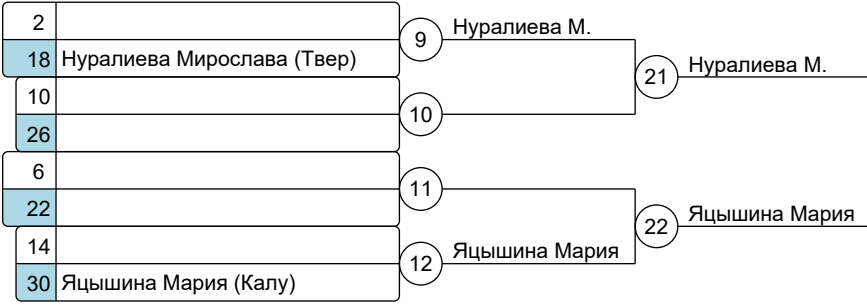 2
9 Нуралиева М.
18 Нуралиева Мирослава (Твер)
21 Нуралиева М.
10
10
26
6
11
22
22 Яцышина Мария
14
12 Яцышина Мария
30 Яцышина Мария (Калу)